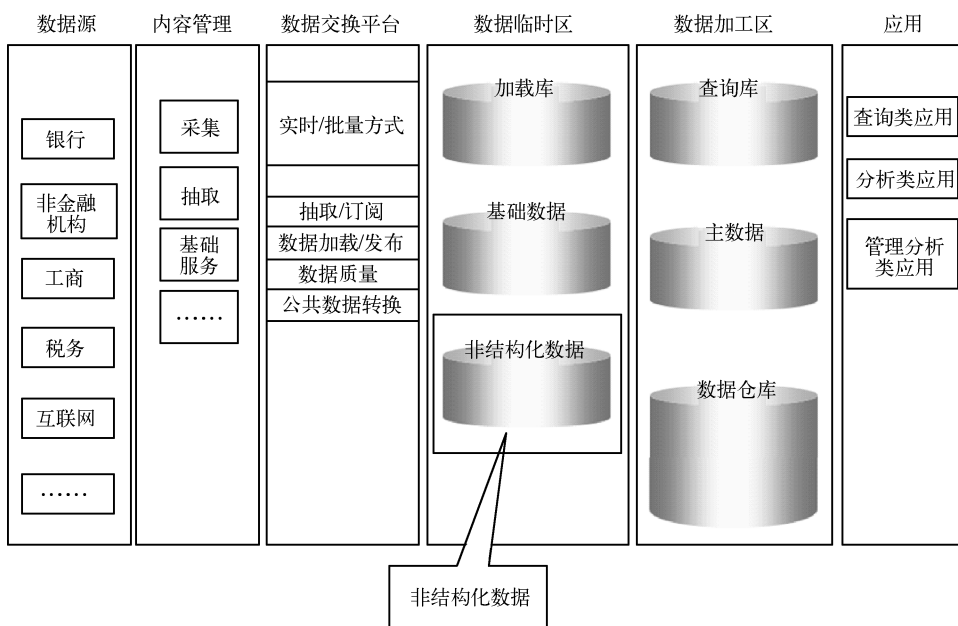 数据源
内容管理
数据交换平台
数据临时区
数据加工区
应用
银行
非金融
机构
工商
税务
互联网
……
采集
抽取
基础
服务
……
实时/批量方式
抽取/订阅
数据加载/发布
数据质量
公共数据转换
加载库
基础数据
非结构化数据
非结构化数据
查询库
主数据
数据仓库
查询类应用
分析类应用
管理分析
类应用